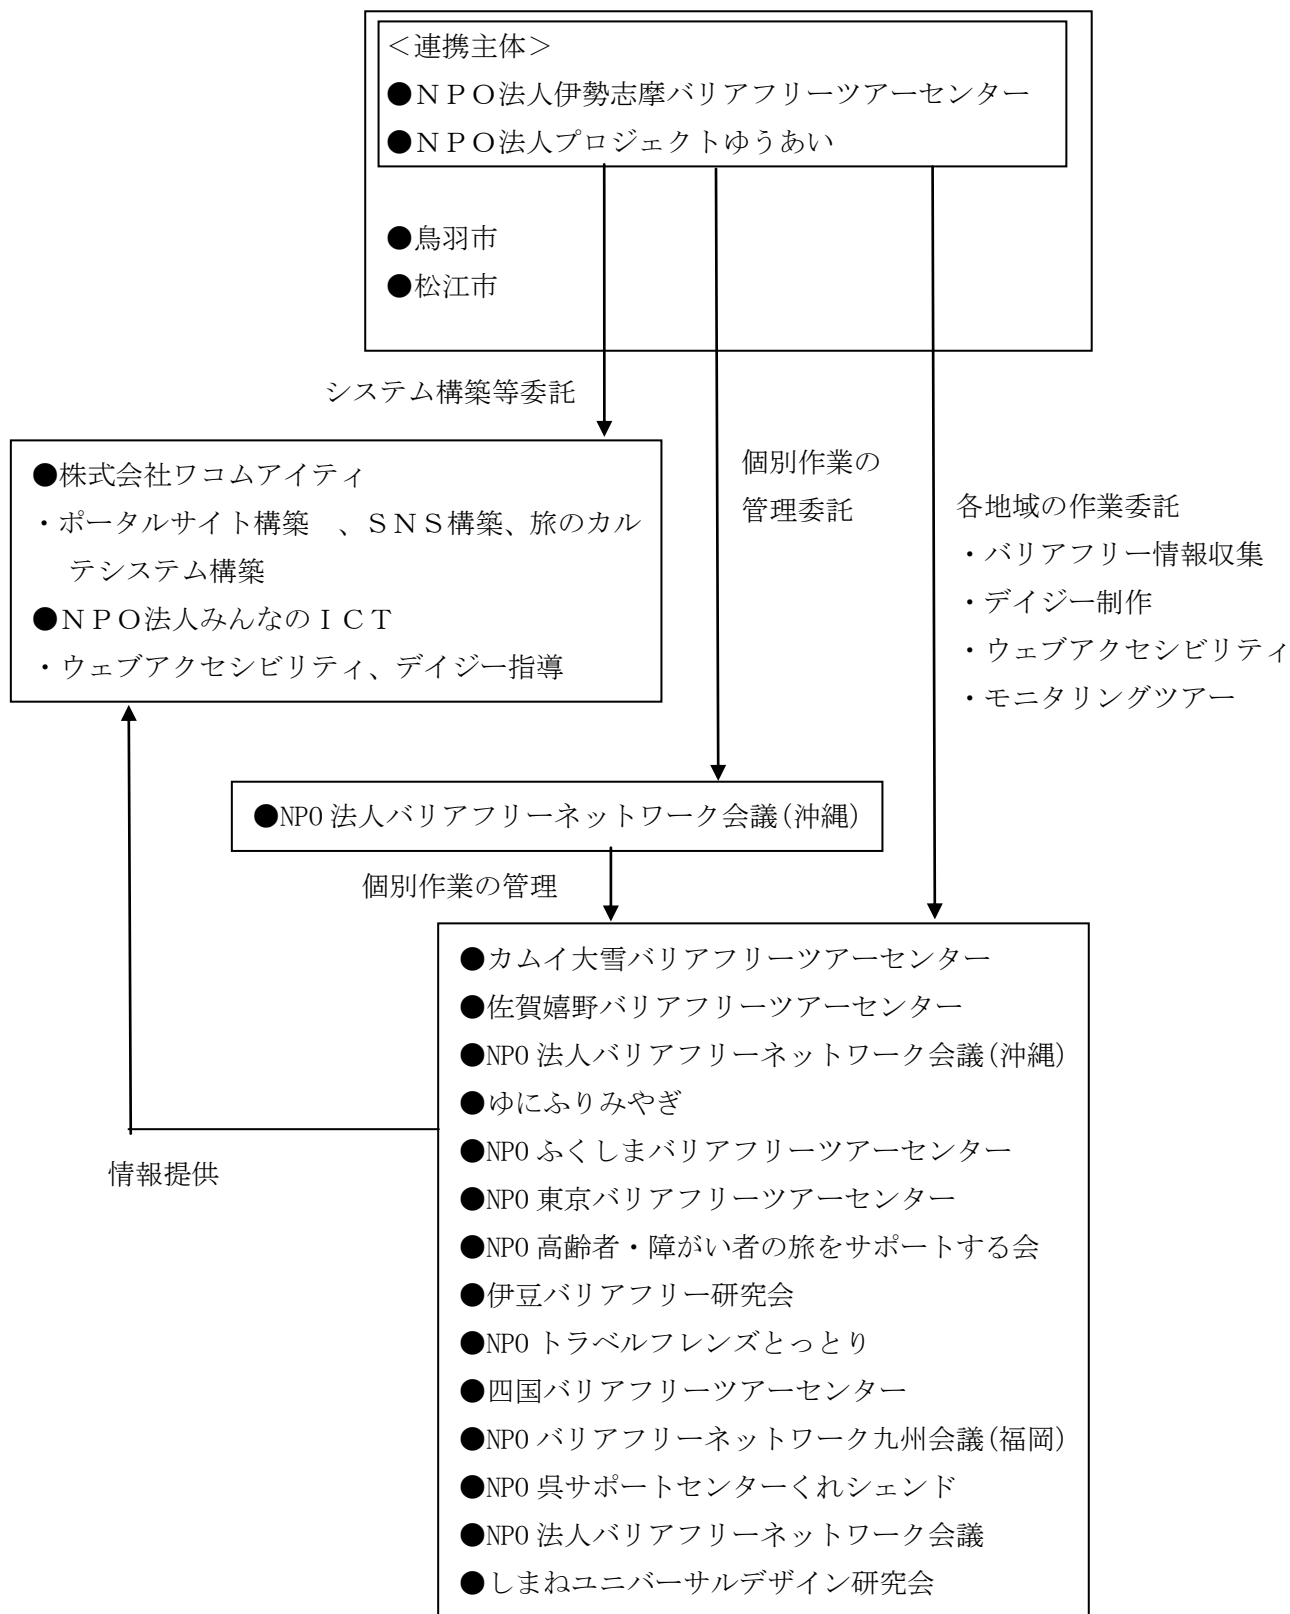 ＜連携主体＞
●ＮＰＯ法人伊勢志摩バリアフリーツアーセンター
●ＮＰＯ法人プロジェクトゆうあい
●鳥羽市
●松江市
システム構築等委託
●株式会社ワコムアイティ
・ポータルサイト構築　、ＳＮＳ構築、旅のカル
テシステム構築
●ＮＰＯ法人みんなのＩＣＴ
・ウェブアクセシビリティ、デイジー指導
個別作業の
管理委託
各地域の作業委託
・バリアフリー情報収集
・デイジー制作
・ウェブアクセシビリティ
・モニタリングツアー
●NPO 法人バリアフリーネットワーク会議(沖縄)
個別作業の管理
●カムイ大雪バリアフリーツアーセンター
●佐賀嬉野バリアフリーツアーセンター
●NPO 法人バリアフリーネットワーク会議(沖縄)
●ゆにふりみやぎ
●NPO ふくしまバリアフリーツアーセンター
●NPO 東京バリアフリーツアーセンター
●NPO 高齢者・障がい者の旅をサポートする会
●伊豆バリアフリー研究会
●NPO トラベルフレンズとっとり
●四国バリアフリーツアーセンター
●NPO バリアフリーネットワーク九州会議(福岡)
●NPO 呉サポートセンターくれシェンド
●NPO 法人バリアフリーネットワーク会議
●しまねユニバーサルデザイン研究会
情報提供